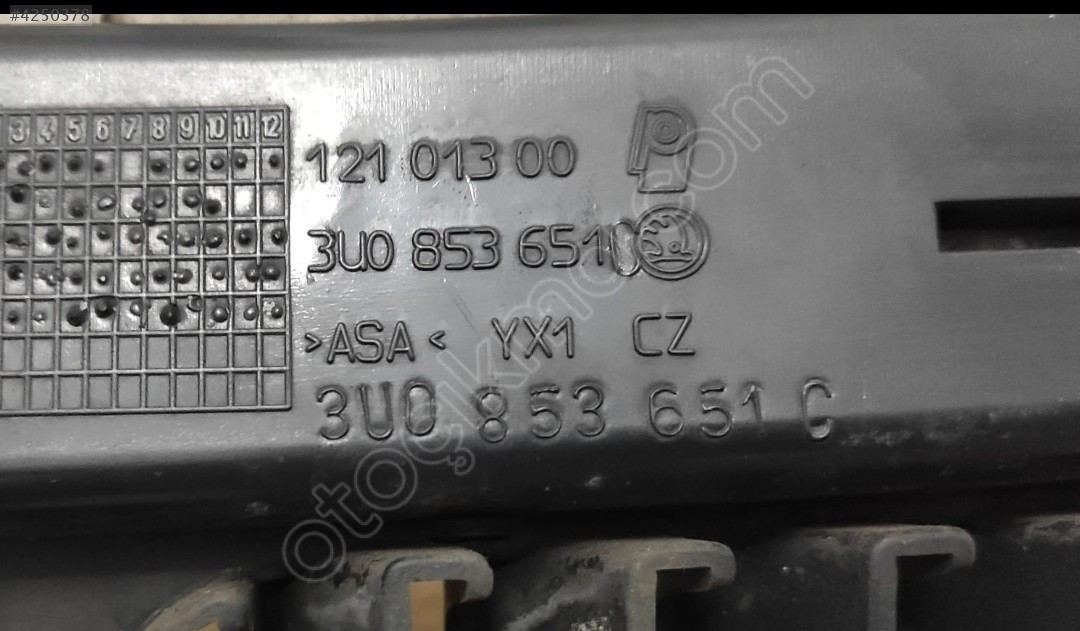 #4250378
3 4 5 6 7 8 9 10 11 12
121 013 00
3U0 853 651
>ASA< YX1 CZ
3U0 853 651 C
otoçıkma.com